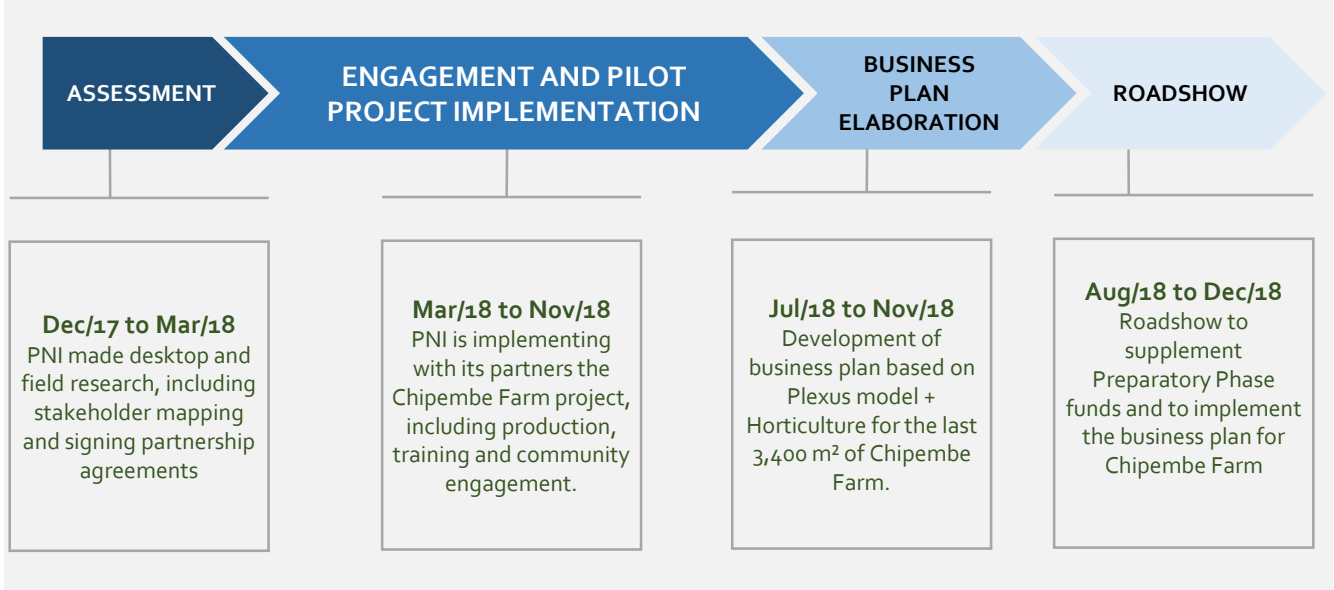 ASSESSMENT
ENGAGEMENT AND PILOT
PROJECT IMPLEMENTATION
BUSINESS
PLAN
ELABORATION
ROADSHOW
Dec/17 to Mar/18
PNI made desktop and
field research, including
stakeholder mapping
and signing partnership
agreements
Mar/18 to Nov/18
PNI is implementing
with its partners the
Chipembe Farm project,
including production,
training and community
engagement.
Jul/18 to Nov/18
Development of
business plan based on
Plexus model +
Horticulture for the last
3,400 m² of Chipembe
Farm.
Aug/18 to Dec/18
Roadshow to
supplement
Preparatory Phase
funds and to implement
the business plan for
Chipembe Farm